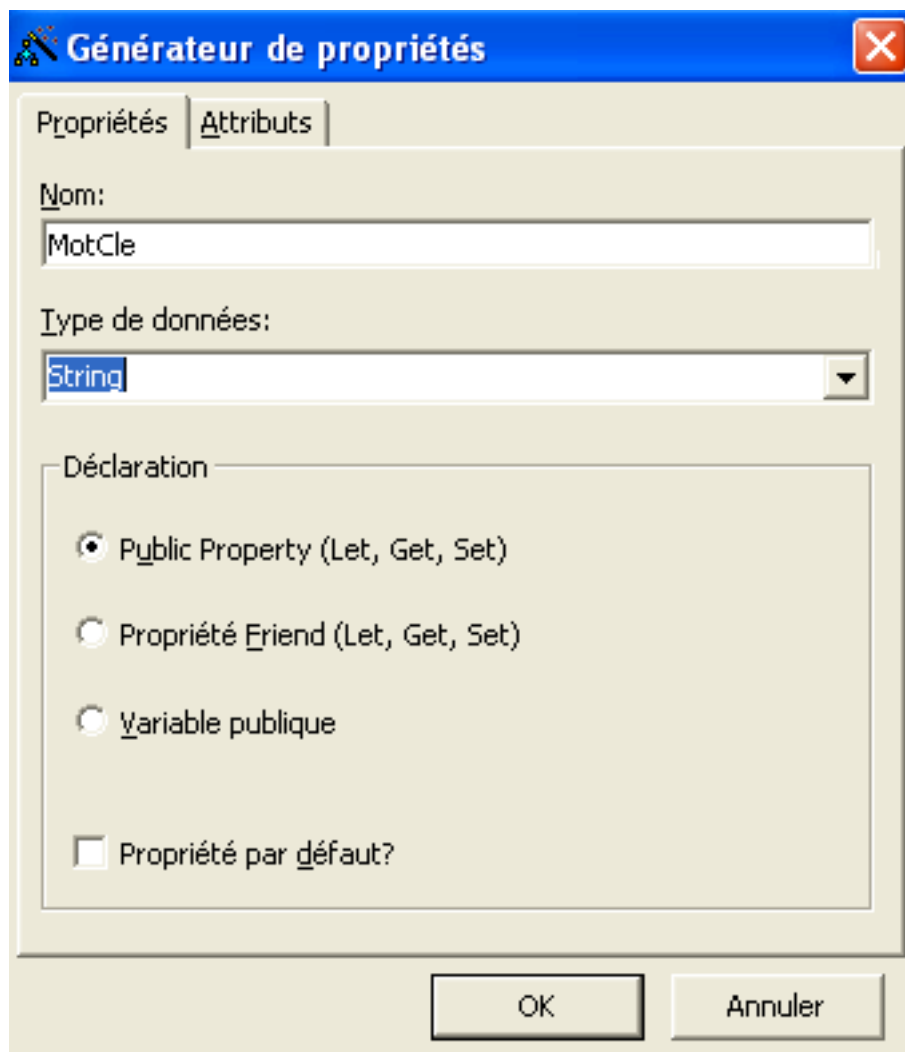 Générateur de propriétés
Propriétés Attributs
Nom:
MotCle
Type de données:
String
Déclaration
Public Property (Let, Get, Set)
Propriété Friend (Let, Get, Set)
Variable publique
Propriété par défaut?
OK Annuler